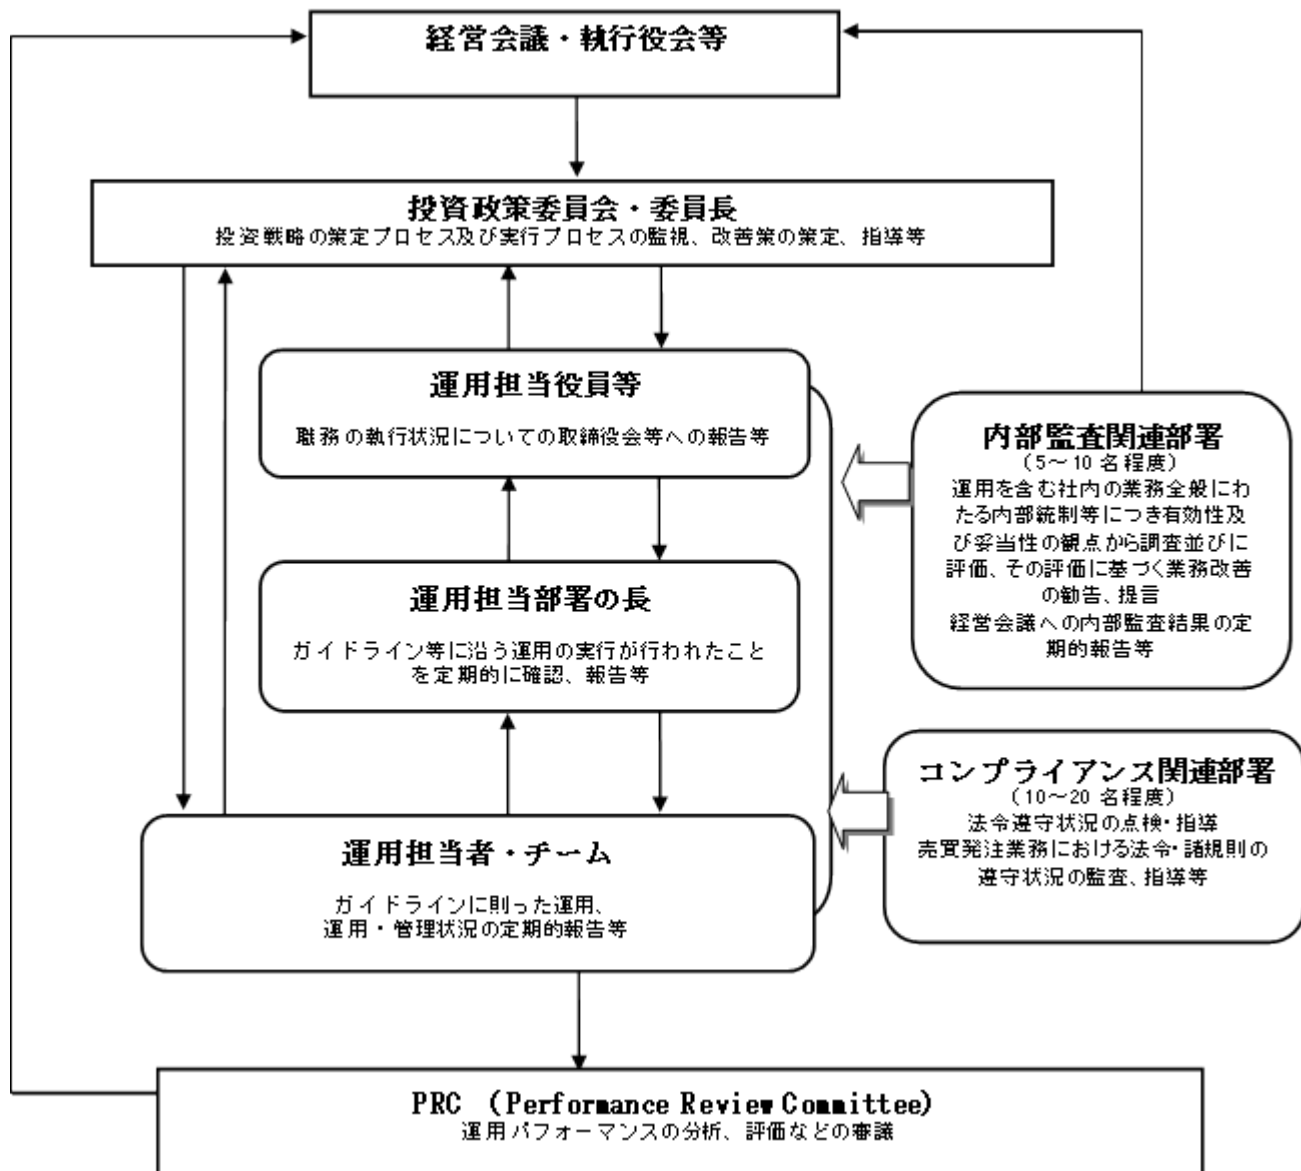 経営会議・執行役会等
投資政策委員会・委員長
投資戦略の策定プロセス及び実行プロセスの監視、改善策の策定、指導等
運用担当役員等
職務の執行状況についての取締役会等への報告等
運用担当部署の長
ガイドライン等に沿う運用の実行が行われたこと
を定期的に確認、報告等
運用担当者・チーム
ガイドラインに則った運用、
運用・管理状況の定期的報告等
内部監査関連部署
(5～10 名程度)
運用を含む社内の業務全般にわ
たる内部統制等につき有効性及
び妥当性の観点から調査並びに
評価、その評価に基づく業務改善
の勧告、提言
経営会議への内部監査結果の定
期的報告等
コンプライアンス関連部署
(10～20 名程度)
法令遵守状況の点検・指導
売買発注業務における法令・諸規則の
遵守状況の監査、指導等
PRC (Performance Review Committee)
運用パフォーマンスの分析、評価などの審議